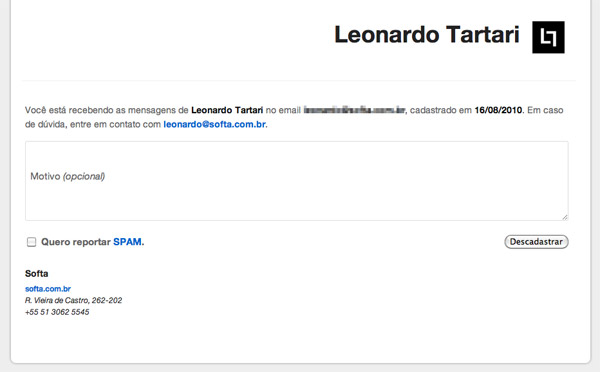 Leonardo Tartari
Você está recebendo as mensagens de Leonardo Tartari no email , cadastrado em 16/08/2010. Em caso
de dúvida, entre em contato com leonardo@softa.com.br.
Motivo (opcional)
Quero reportar SPAM.
Descadastrar
Softa
softa.com.br
R. Vieira de Castro, 262-202
+55 51 3062 5545